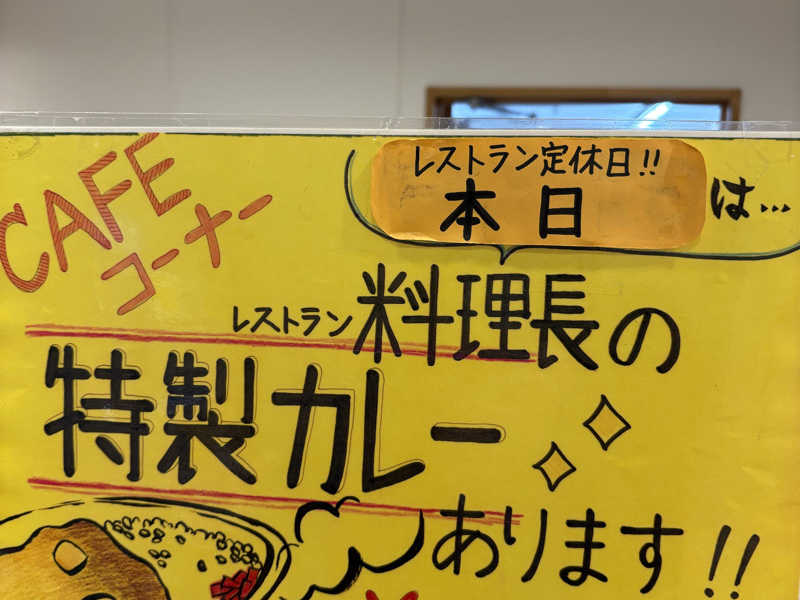 CAFE
コーナー
レストラン定休日!!
本日は…
レストラン料理長の
特製カレー
あります!!